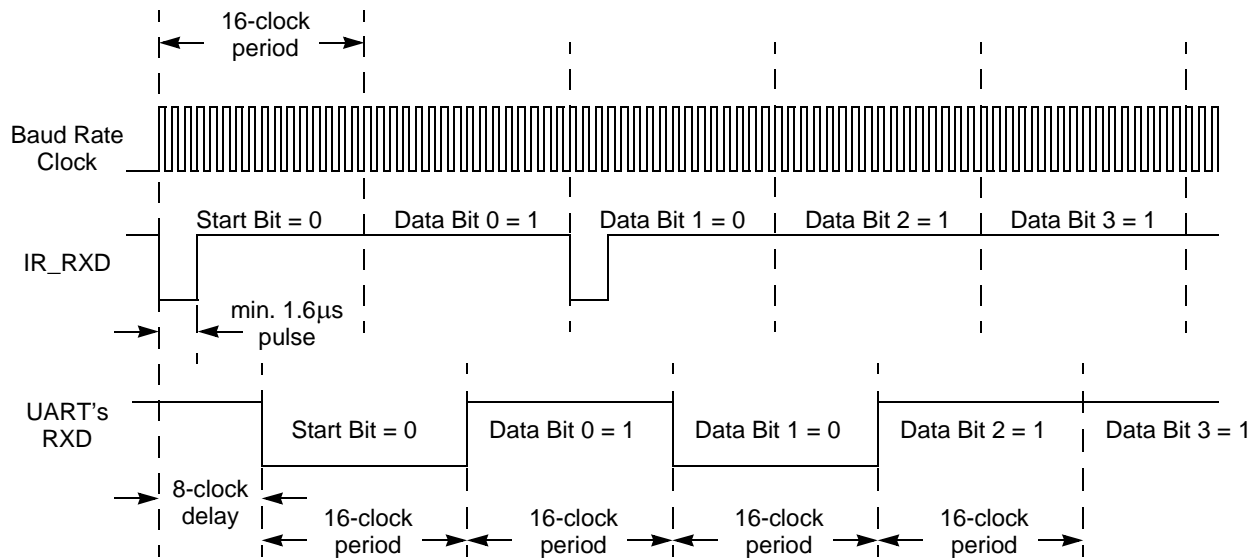 16-clock
period
Baud Rate
Clock
Start Bit = 0
Data Bit 0 = 1
Data Bit 1 = 0
Data Bit 2 = 1
Data Bit 3 = 1
IR_RXD
min. 1.6μs
pulse
UART's
RXD
Start Bit = 0
Data Bit 0 = 1
Data Bit 1 = 0
Data Bit 2 = 1
Data Bit 3 = 1
8-clock
delay
16-clock
period
16-clock
period
16-clock
period
16-clock
period